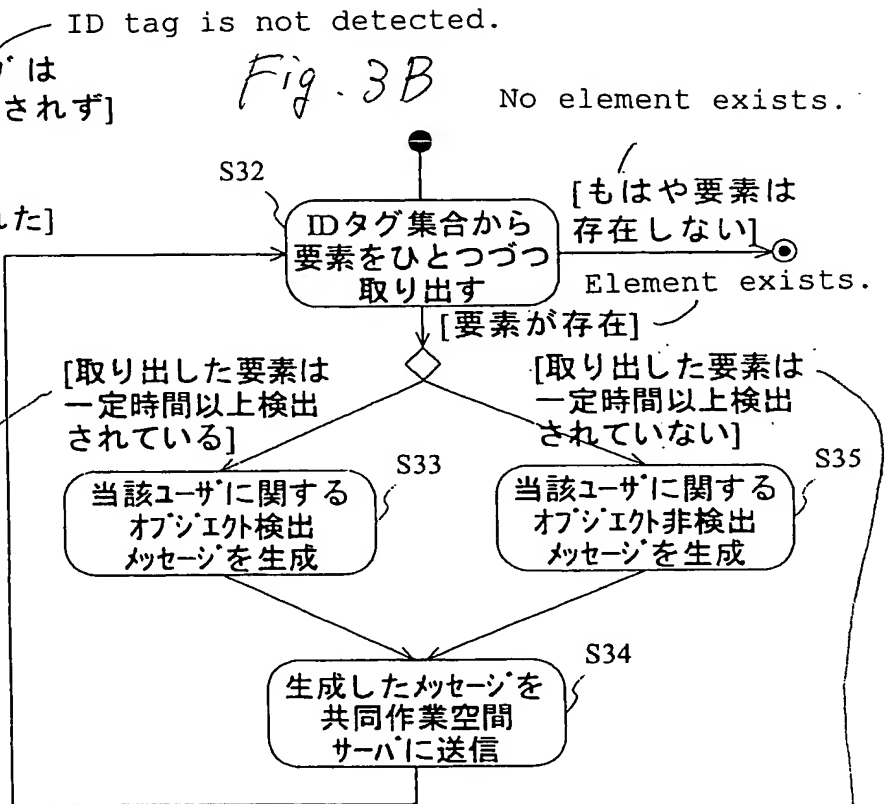 ID tag is not detected.
グは
されず]
Fig. 3B
No element exists.
した]
S32
IDタグ集合から
要素をひとつづつ
取り出す
[もはや要素は
存在しない]
Element exists.
[要素が存在]
[取り出した要素は
一定時間以上検出
されている]
[取り出した要素は
一定時間以上検出
されていない]
S33
当該ユーザに関する
オブジェクト検出
メッセージを生成
S35
当該ユーザに関する
オブジェクト非検出
メッセージを生成
S34
生成したメッセージを
共同作業空間
サーバに送信